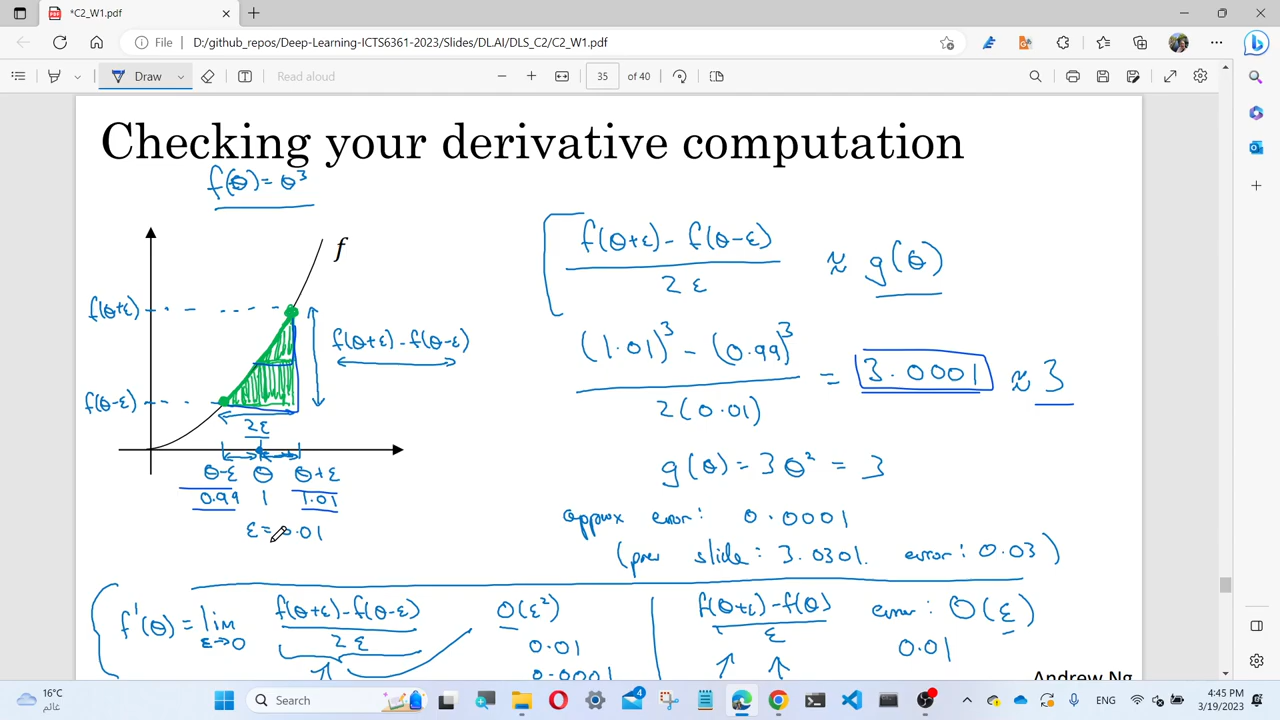 *C2_W1.pdf
File D:/github_repos/Deep-Learning-ICTS6361-2023/Slides/DL.AI/DLS_C2/C2_W1.pdf
Draw Read aloud 35 of 40
Checking your derivative computation
f(θ) = θ³
f
f(θ+ε)
f(θ-ε)
f(θ+ε) - f(θ-ε)
2ε
θ-ε θ θ+ε
0.99 1 1.01
ε = 0.01
f(θ+ε) - f(θ-ε) / 2ε ≈ g(θ)
(1.01)³ - (0.99)³ / 2(0.01) = 3.0001 ≈ 3
g(θ) = 3θ² = 3
approx error: 0.0001
(prev slide: 3.0301. error: 0.03)
f'(θ) = lim ε→0 f(θ+ε) - f(θ-ε) / 2ε O(ε²)
0.01
0.0001
f(θ+ε) - f(θ) / ε error: O(ε)
0.01
Andrew Ng
16°C
Search
4
ENG
4:45 PM
3/19/2023